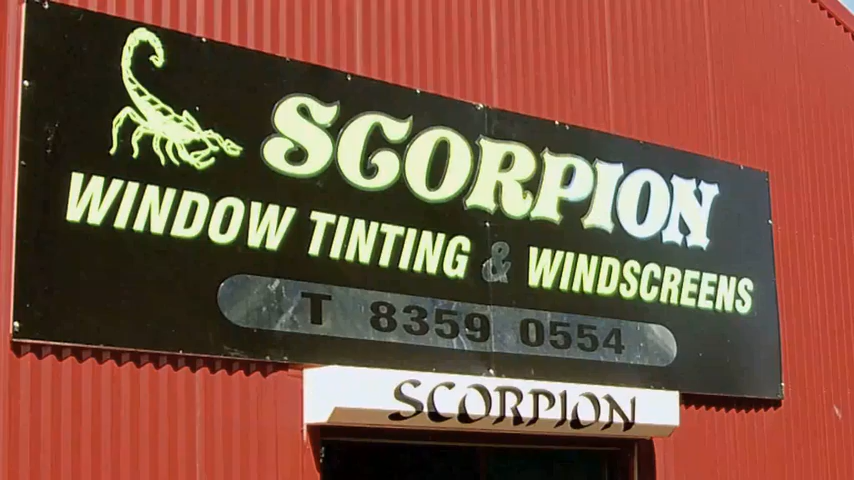 SCORPION
WINDOW TINTING & WINDSCREENS
T 8359 0554
SCORPION